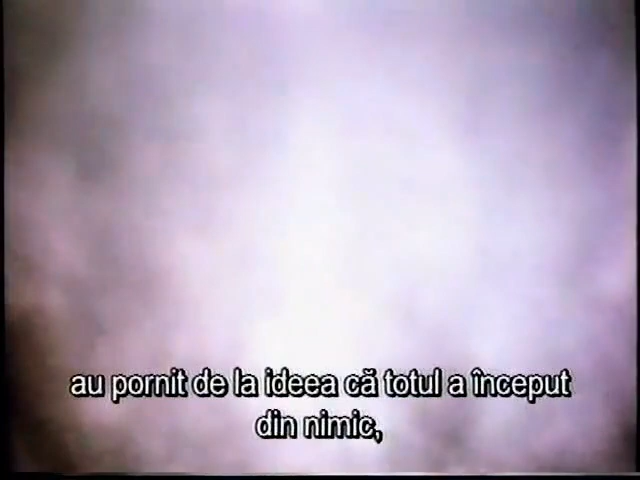 au pornit de la ideea că totul a început
din nimic,